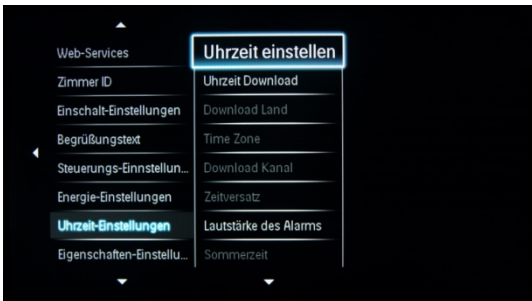 Web-Services
Zimmer ID
Einschalt-Einstellungen
Begrüßungstext
Steuerungs-Einnstellun...
Energie-Einstellungen
Uhrzeit-Einstellungen
Eigenschaften-Einstellu...
Uhrzeit einstellen
Uhrzeit Download
Download Land
Time Zone
Download Kanal
Zeitversatz
Lautstärke des Alarms
Sommerzeit